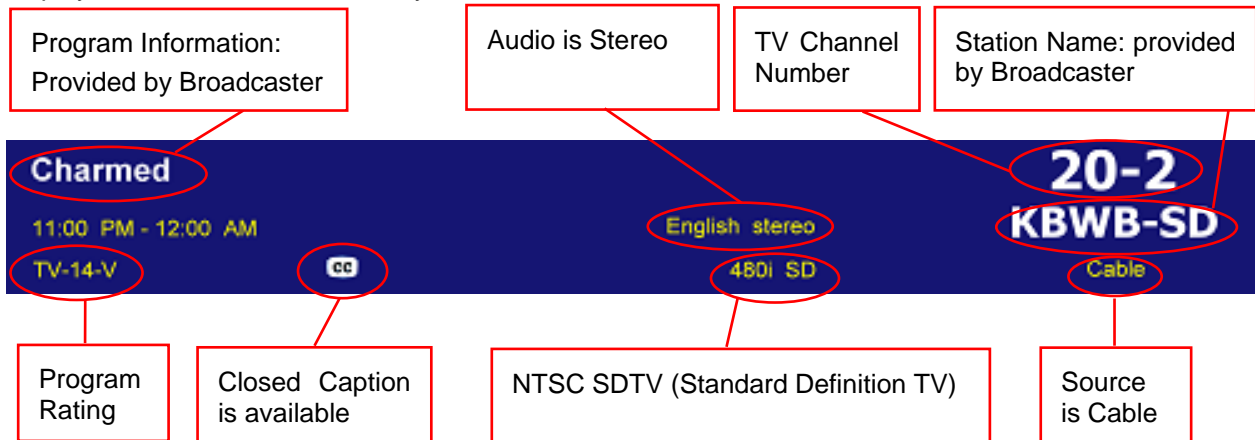 Program Information:
Provided by Broadcaster
Audio is Stereo
TV Channel
Number
Station Name: provided
by Broadcaster
Charmed
20-2
11:00 PM - 12:00 AM
English stereo
KBWB-SD
TV-14-V
cc
480i SD
Cable
Program
Rating
Closed Caption
is available
NTSC SDTV (Standard Definition TV)
Source
is Cable